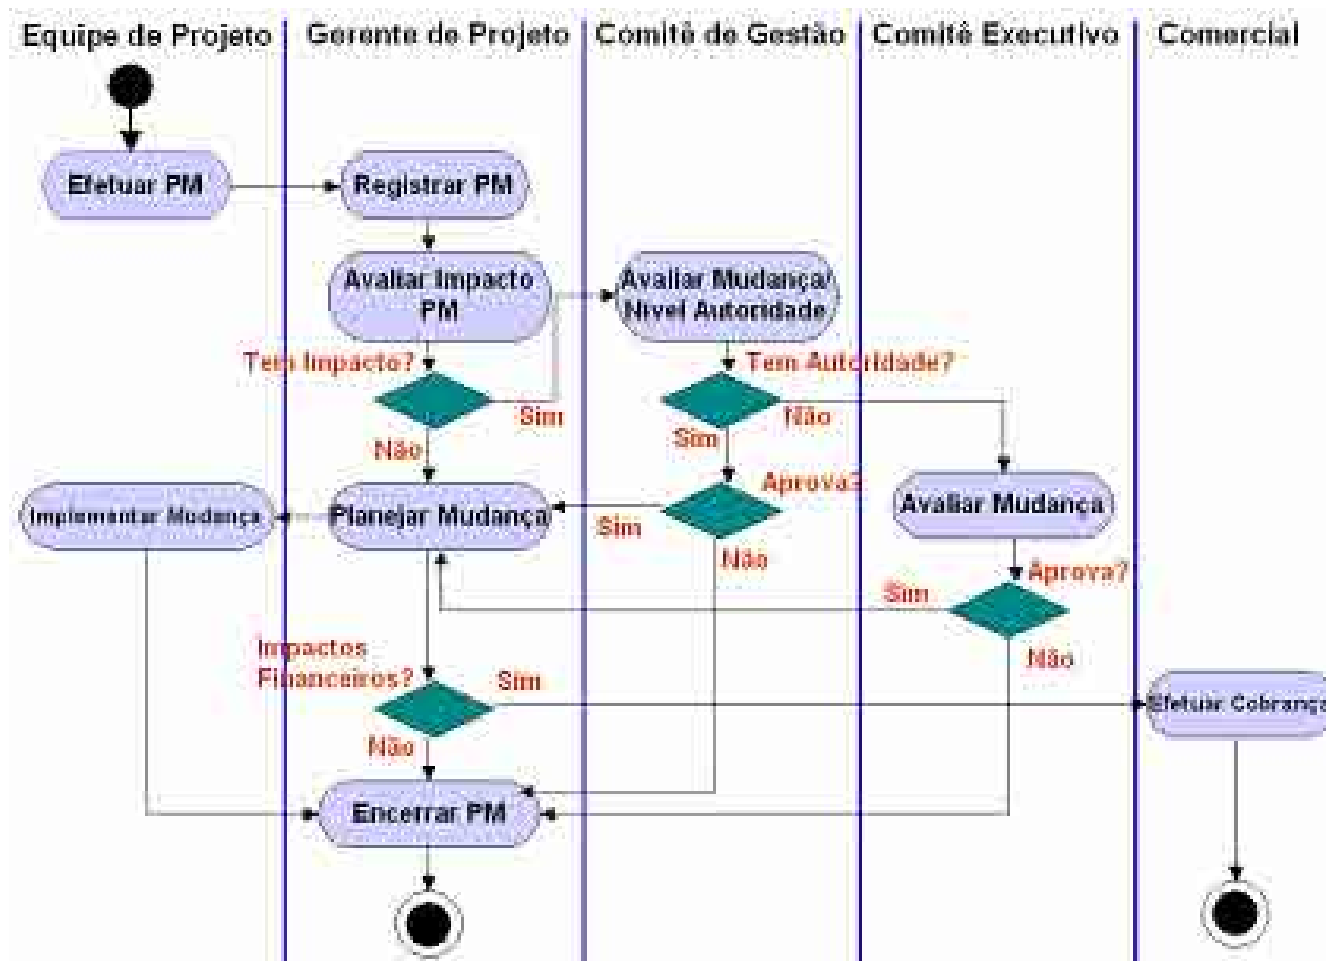 Equipe de Projeto
Gerente de Projeto
Comitê de Gestão
Comitê Executivo
Comercial
Efetuar PM
Registrar PM
Avaliar Impacto
PM
Avaliar Mudança/
Nível Autoridade
Tem Impacto?
Tem Autoridade?
Sim
Não
Sim
Não
Aprova?
Implementar Mudança
Planejar Mudança
Sim
Não
Avaliar Mudança
Aprova?
Sim
Não
Impactos
Financeiros?
Sim
Efetuar Cobrança
Não
Encerrar PM